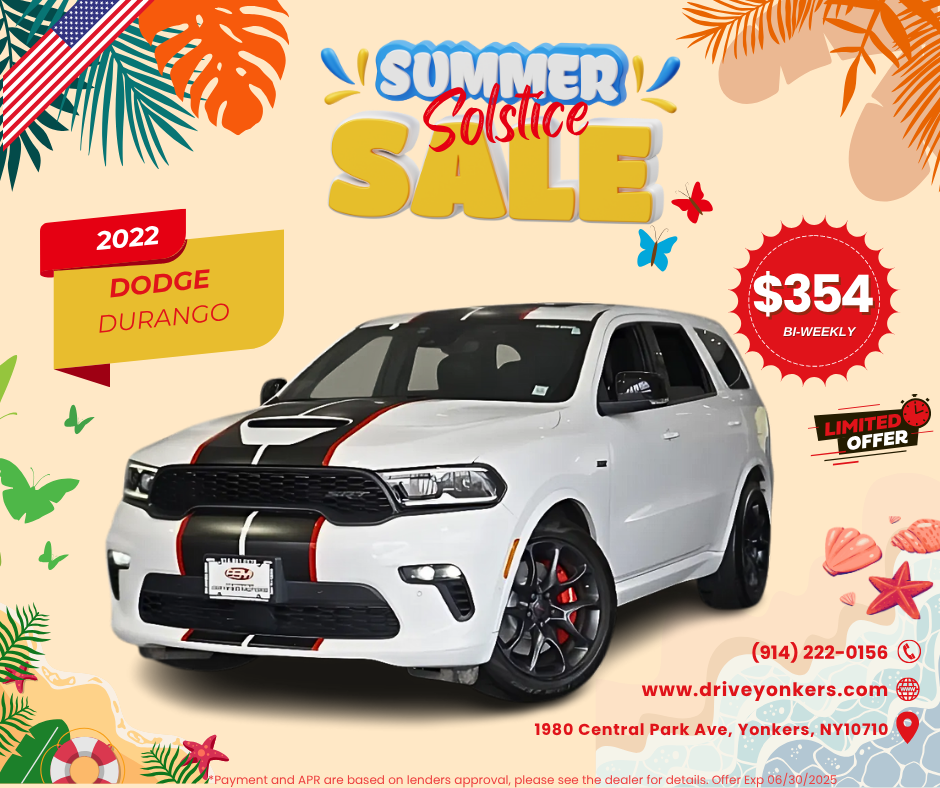 SUMMER
Solstice
SALE
2022
DODGE
DURANGO
$354
BI-WEEKLY
LIMITED
OFFER
SRT
(914) 222-0156
www.driveyonkers.com
1980 Central Park Ave, Yonkers, NY10710
*Payment and APR are based on lenders approval, please see the dealer for details. Offer Exp 06/30/2025